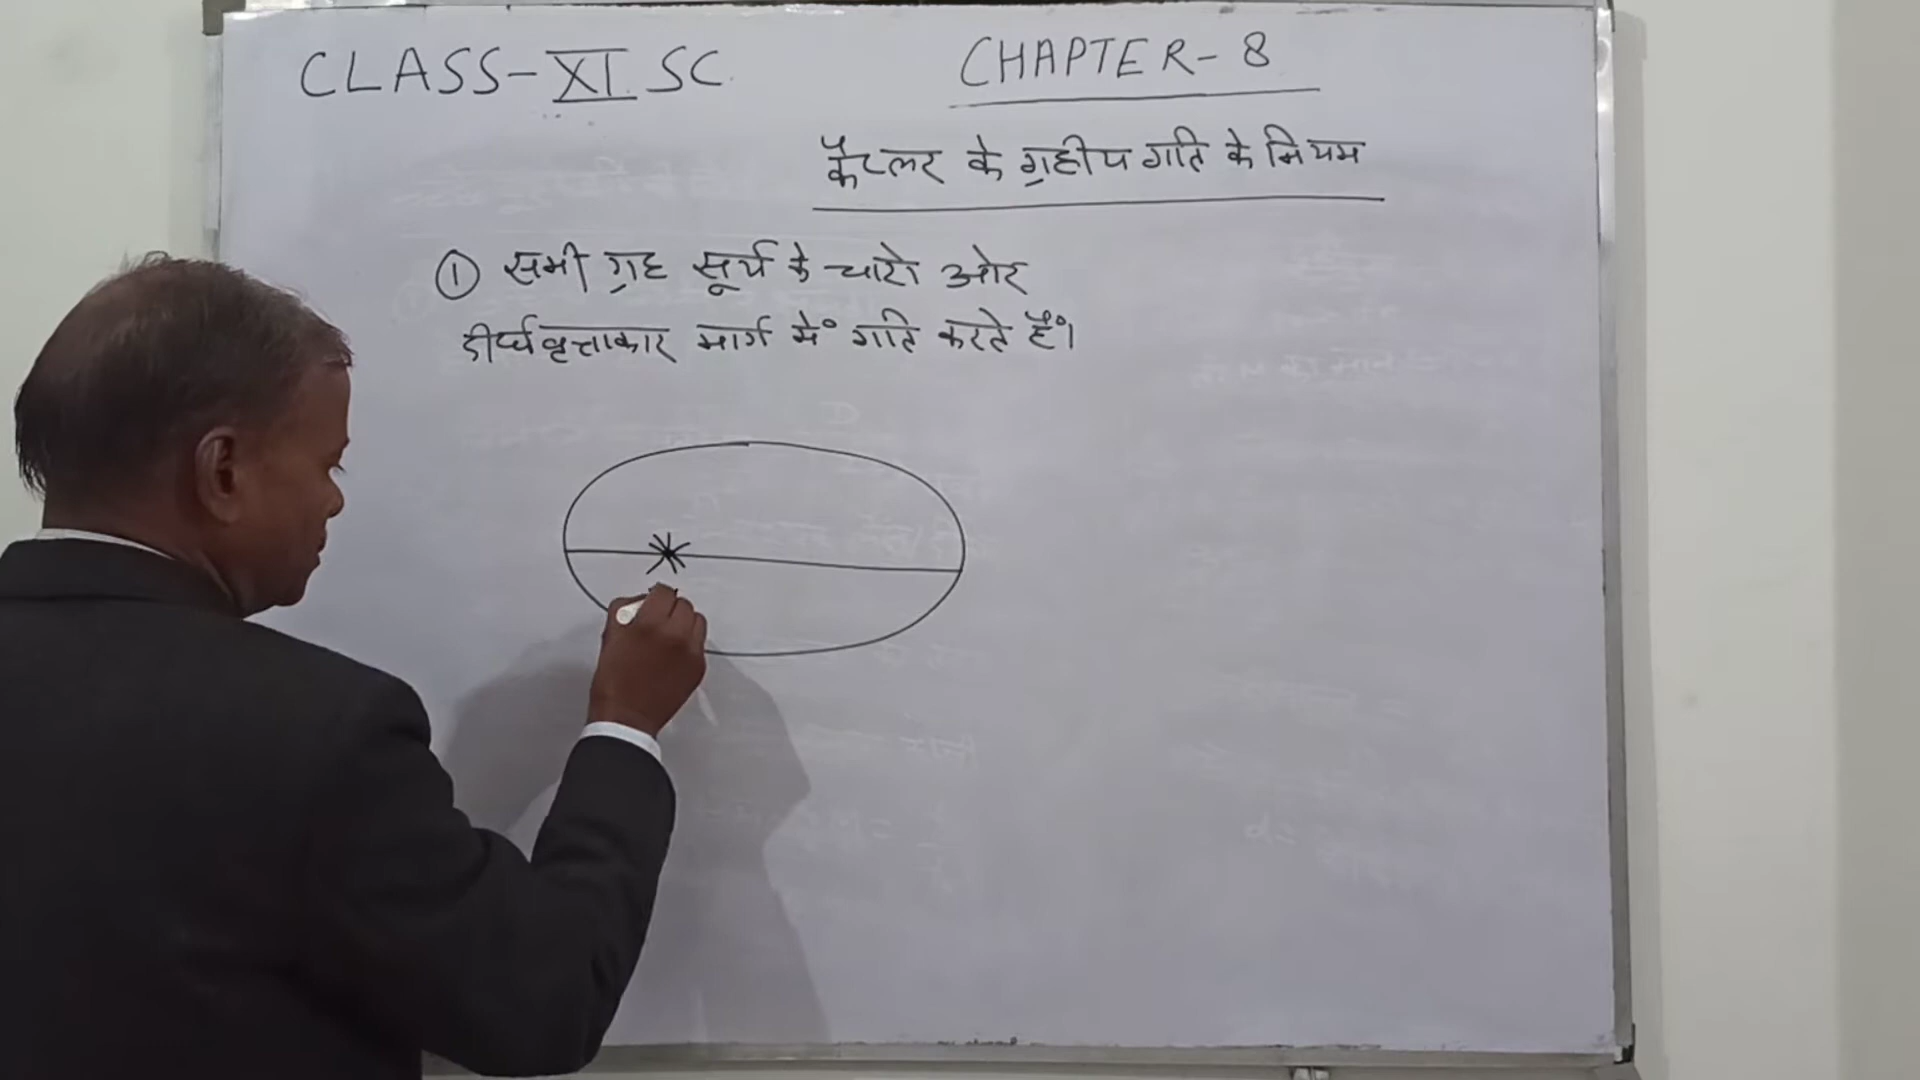 CLASS-XI SC
CHAPTER-8
कैप्लर के ग्रहीय गति के नियम
① सभी ग्रह सूर्य के चारो ओर
दीर्घवृत्ताकार मार्ग में गति करते हैं।